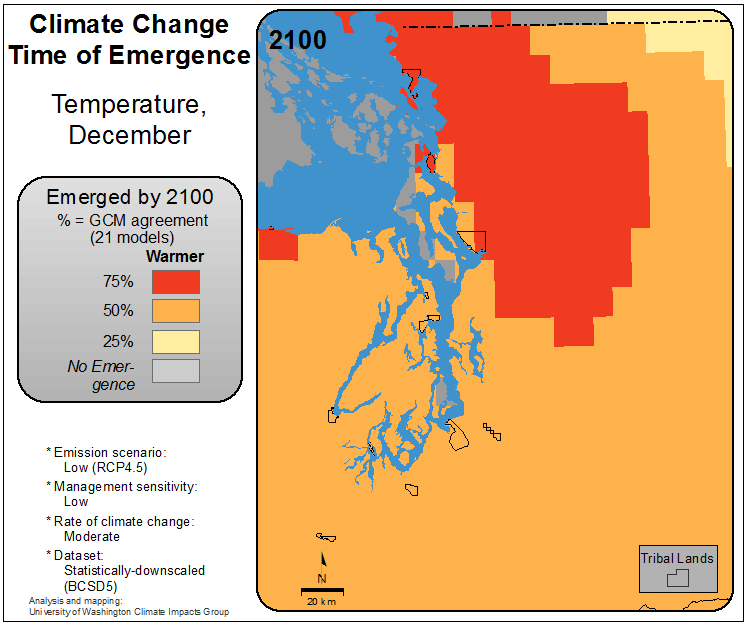 Climate Change
Time of Emergence
Temperature,
December
Emerged by 2100
% = GCM agreement
(21 models)
Warmer
75%
50%
25%
No Emer-
gence
* Emission scenario:
Low (RCP4.5)
* Management sensitivity:
Low
* Rate of climate change:
Moderate
* Dataset:
Statistically-downscaled
(BCSD5)
Analysis and mapping:
University of Washington Climate Impacts Group
2100
N
20 km
Tribal Lands